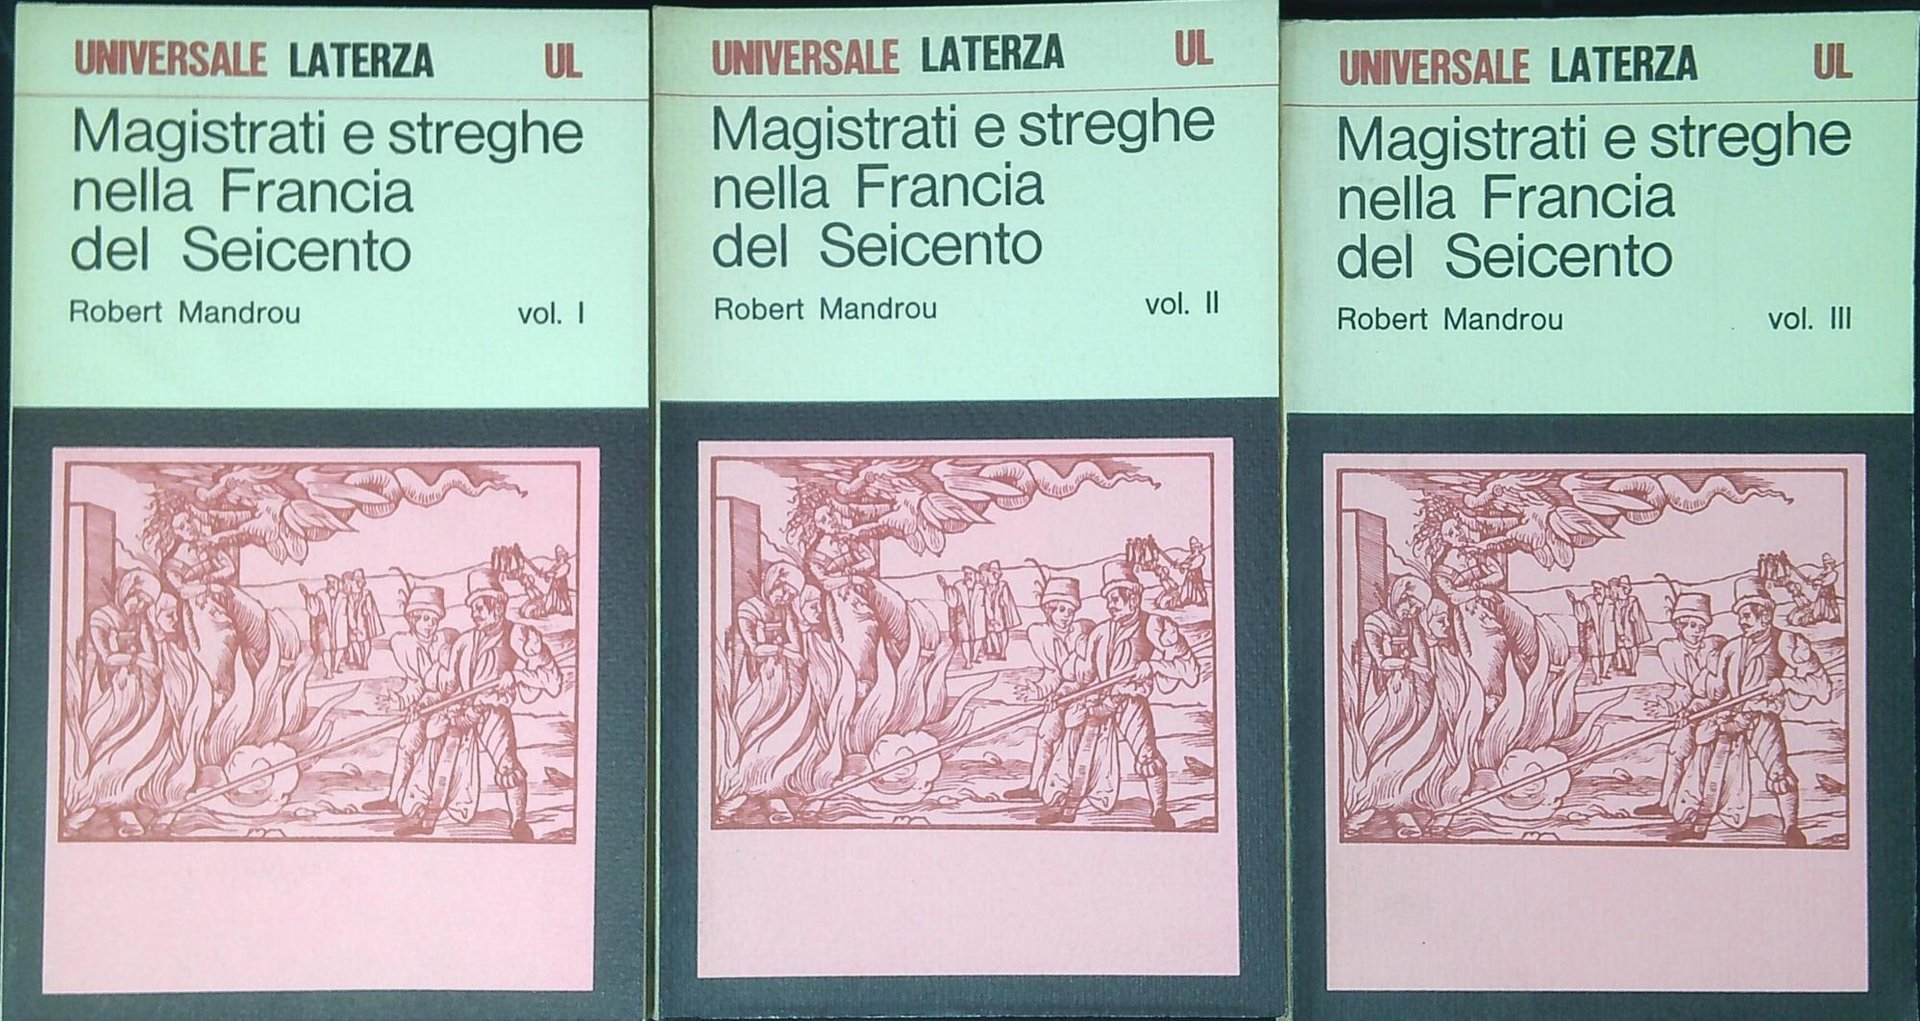 UNIVERSALE LATERZA UL
Magistrati e streghe
nella Francia
del Seicento
Robert Mandrou vol. I
UNIVERSALE LATERZA UL
Magistrati e streghe
nella Francia
del Seicento
Robert Mandrou vol. II
UNIVERSALE LATERZA UL
Magistrati e streghe
nella Francia
del Seicento
Robert Mandrou vol. III